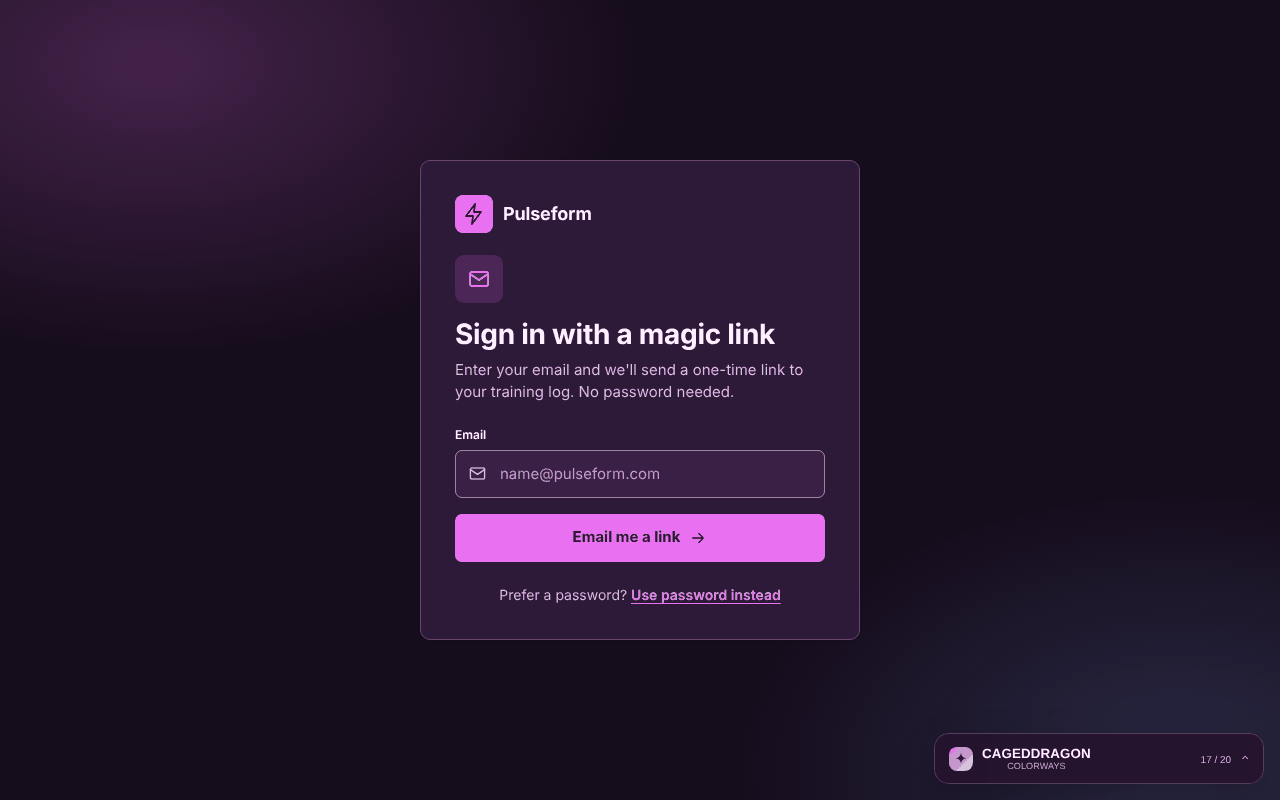 Pulseform
Sign in with a magic link
Enter your email and we'll send a one-time link to
your training log. No password needed.
Email
name@pulseform.com
Email me a link
Prefer a password? Use password instead
CAGEDDRAGON
COLORWAYS
17 / 20